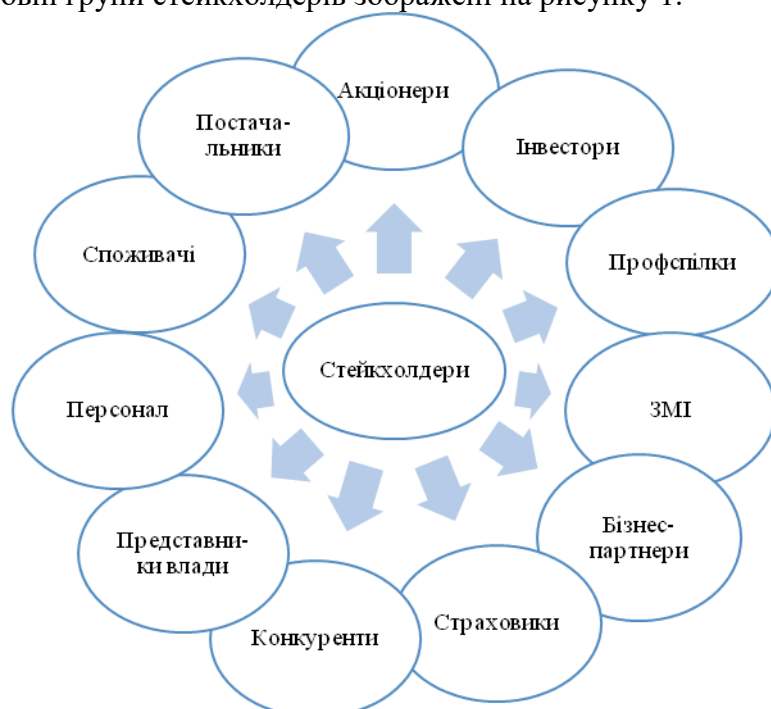 групи стейкхолдерів зображені на рисунку 1.
Акціонери
Інвестори
Профспілки
ЗМІ
Бізнес-
партнери
Страховики
Конкуренти
Представни-
ки влади
Персонал
Споживачі
Постача-
льники
Стейкхолдери